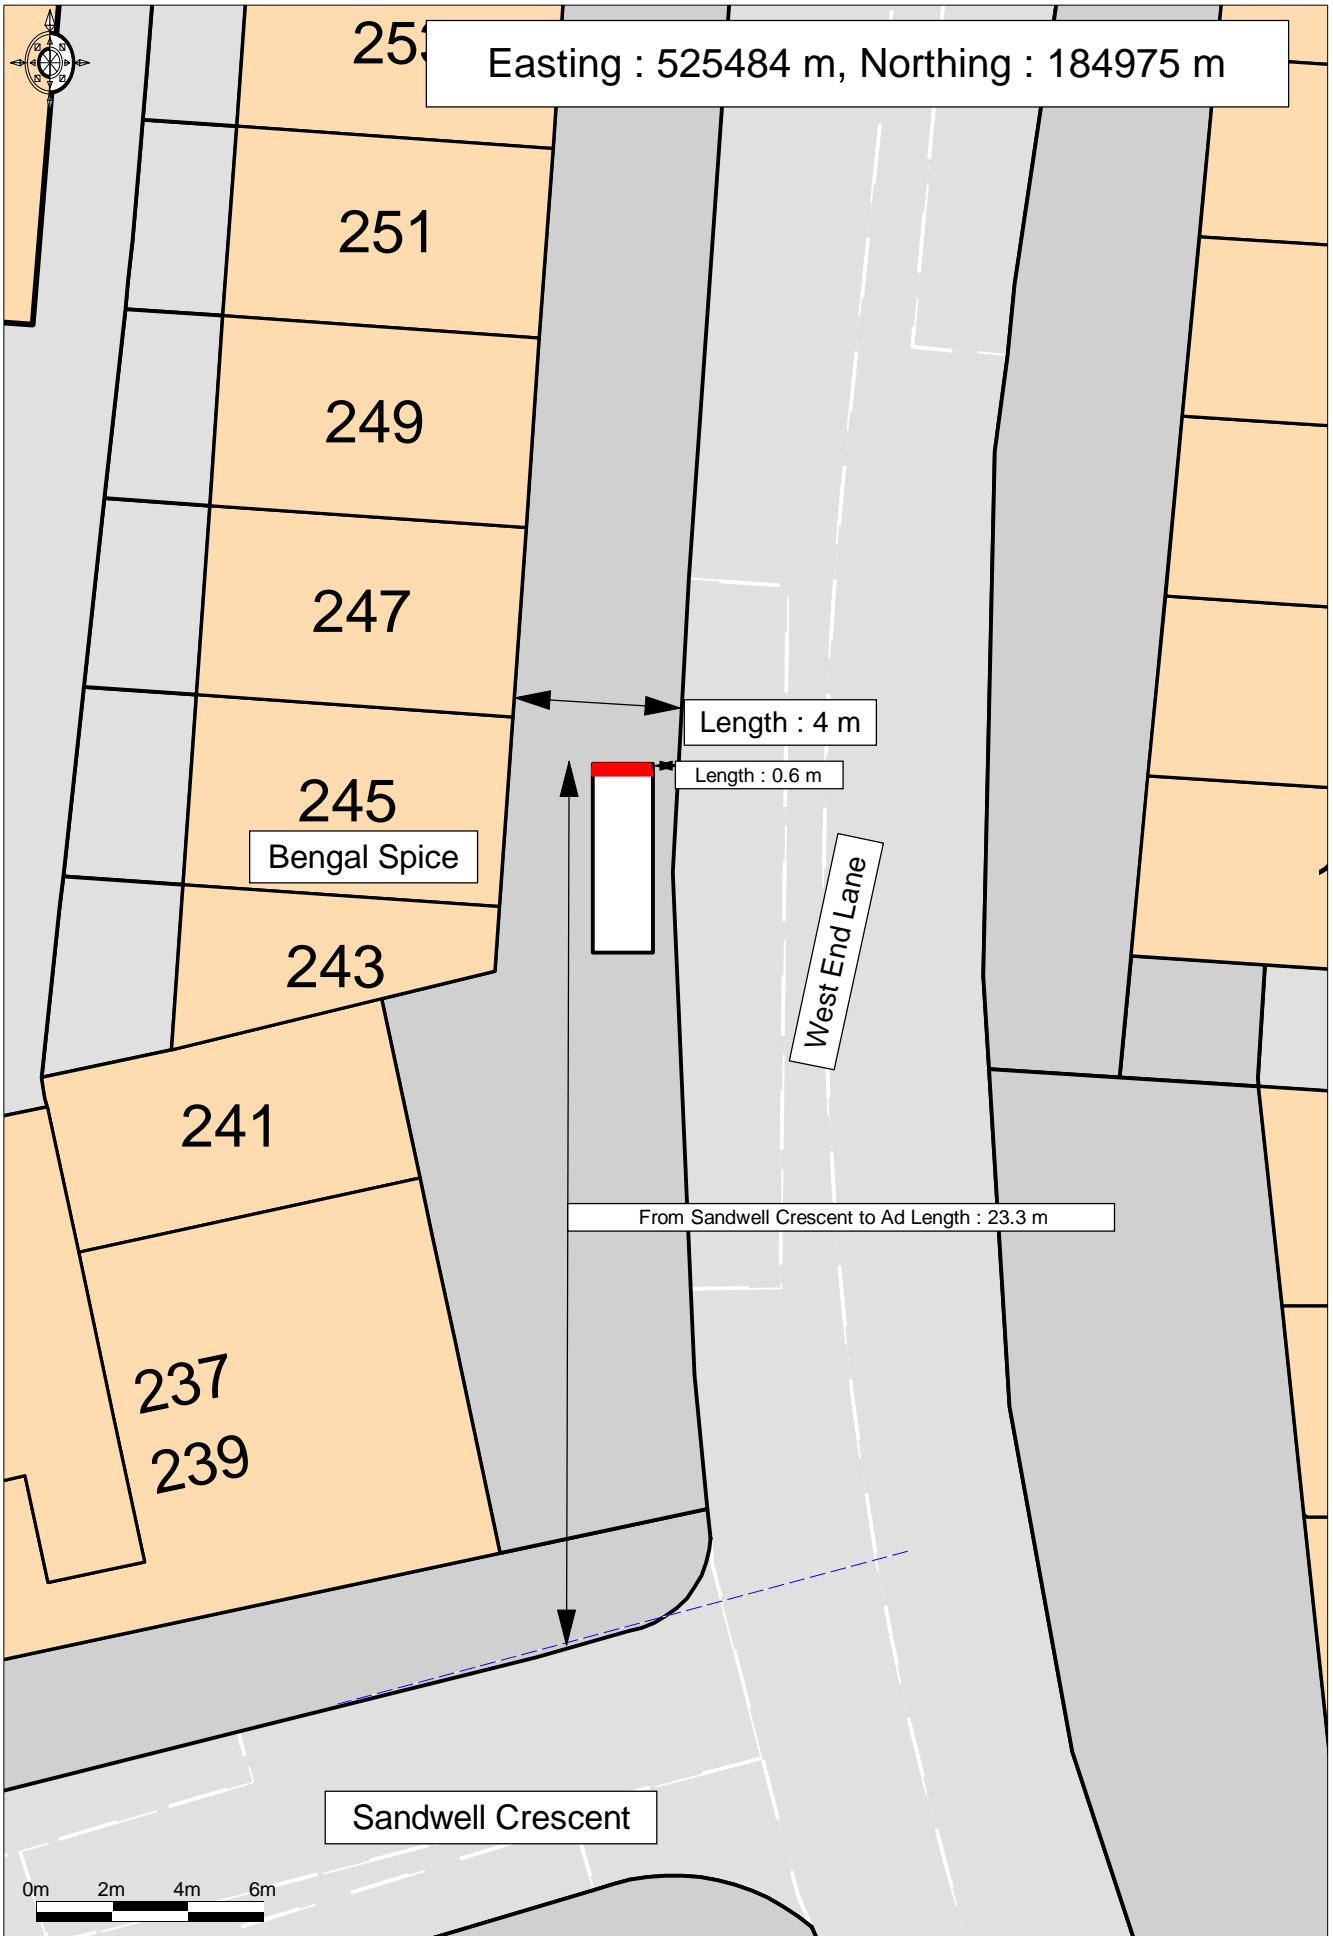 Easting : 525484 m, Northing : 184975 m
251
249
247
Length : 4 m
Length : 0.6 m
245
Bengal Spice
West End Lane
243
241
From Sandwell Crescent to Ad Length : 23.3 m
237
239
Sandwell Crescent
0m 2m 4m 6m